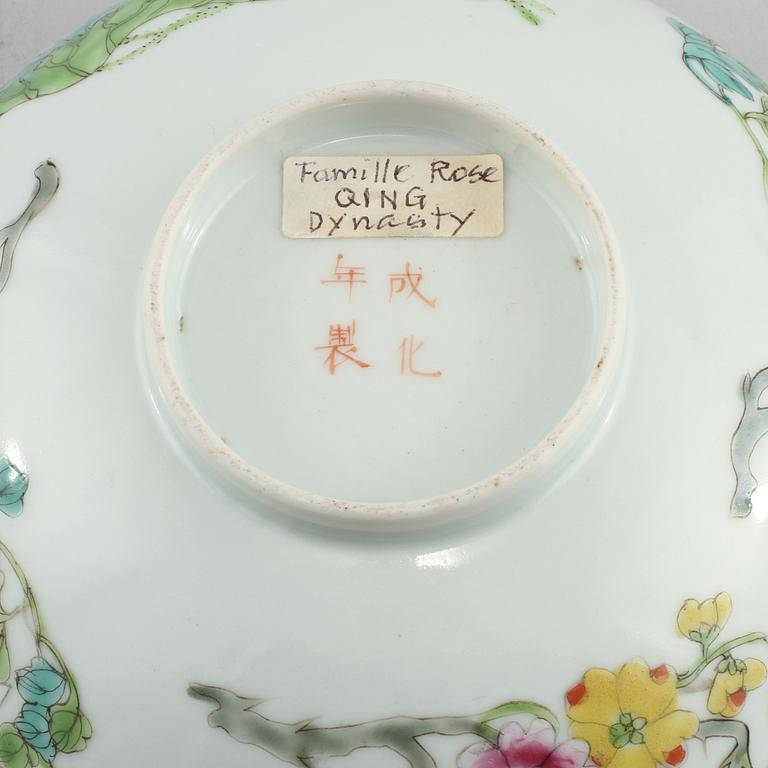 Famille Rose
QING
Dynasty
成化
年製